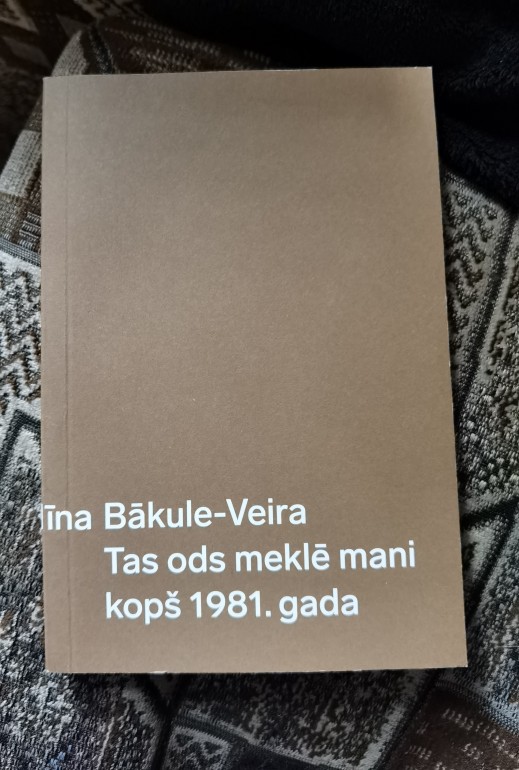 īna Bākule-Veira
Tas ods meklē mani
kopš 1981. gada